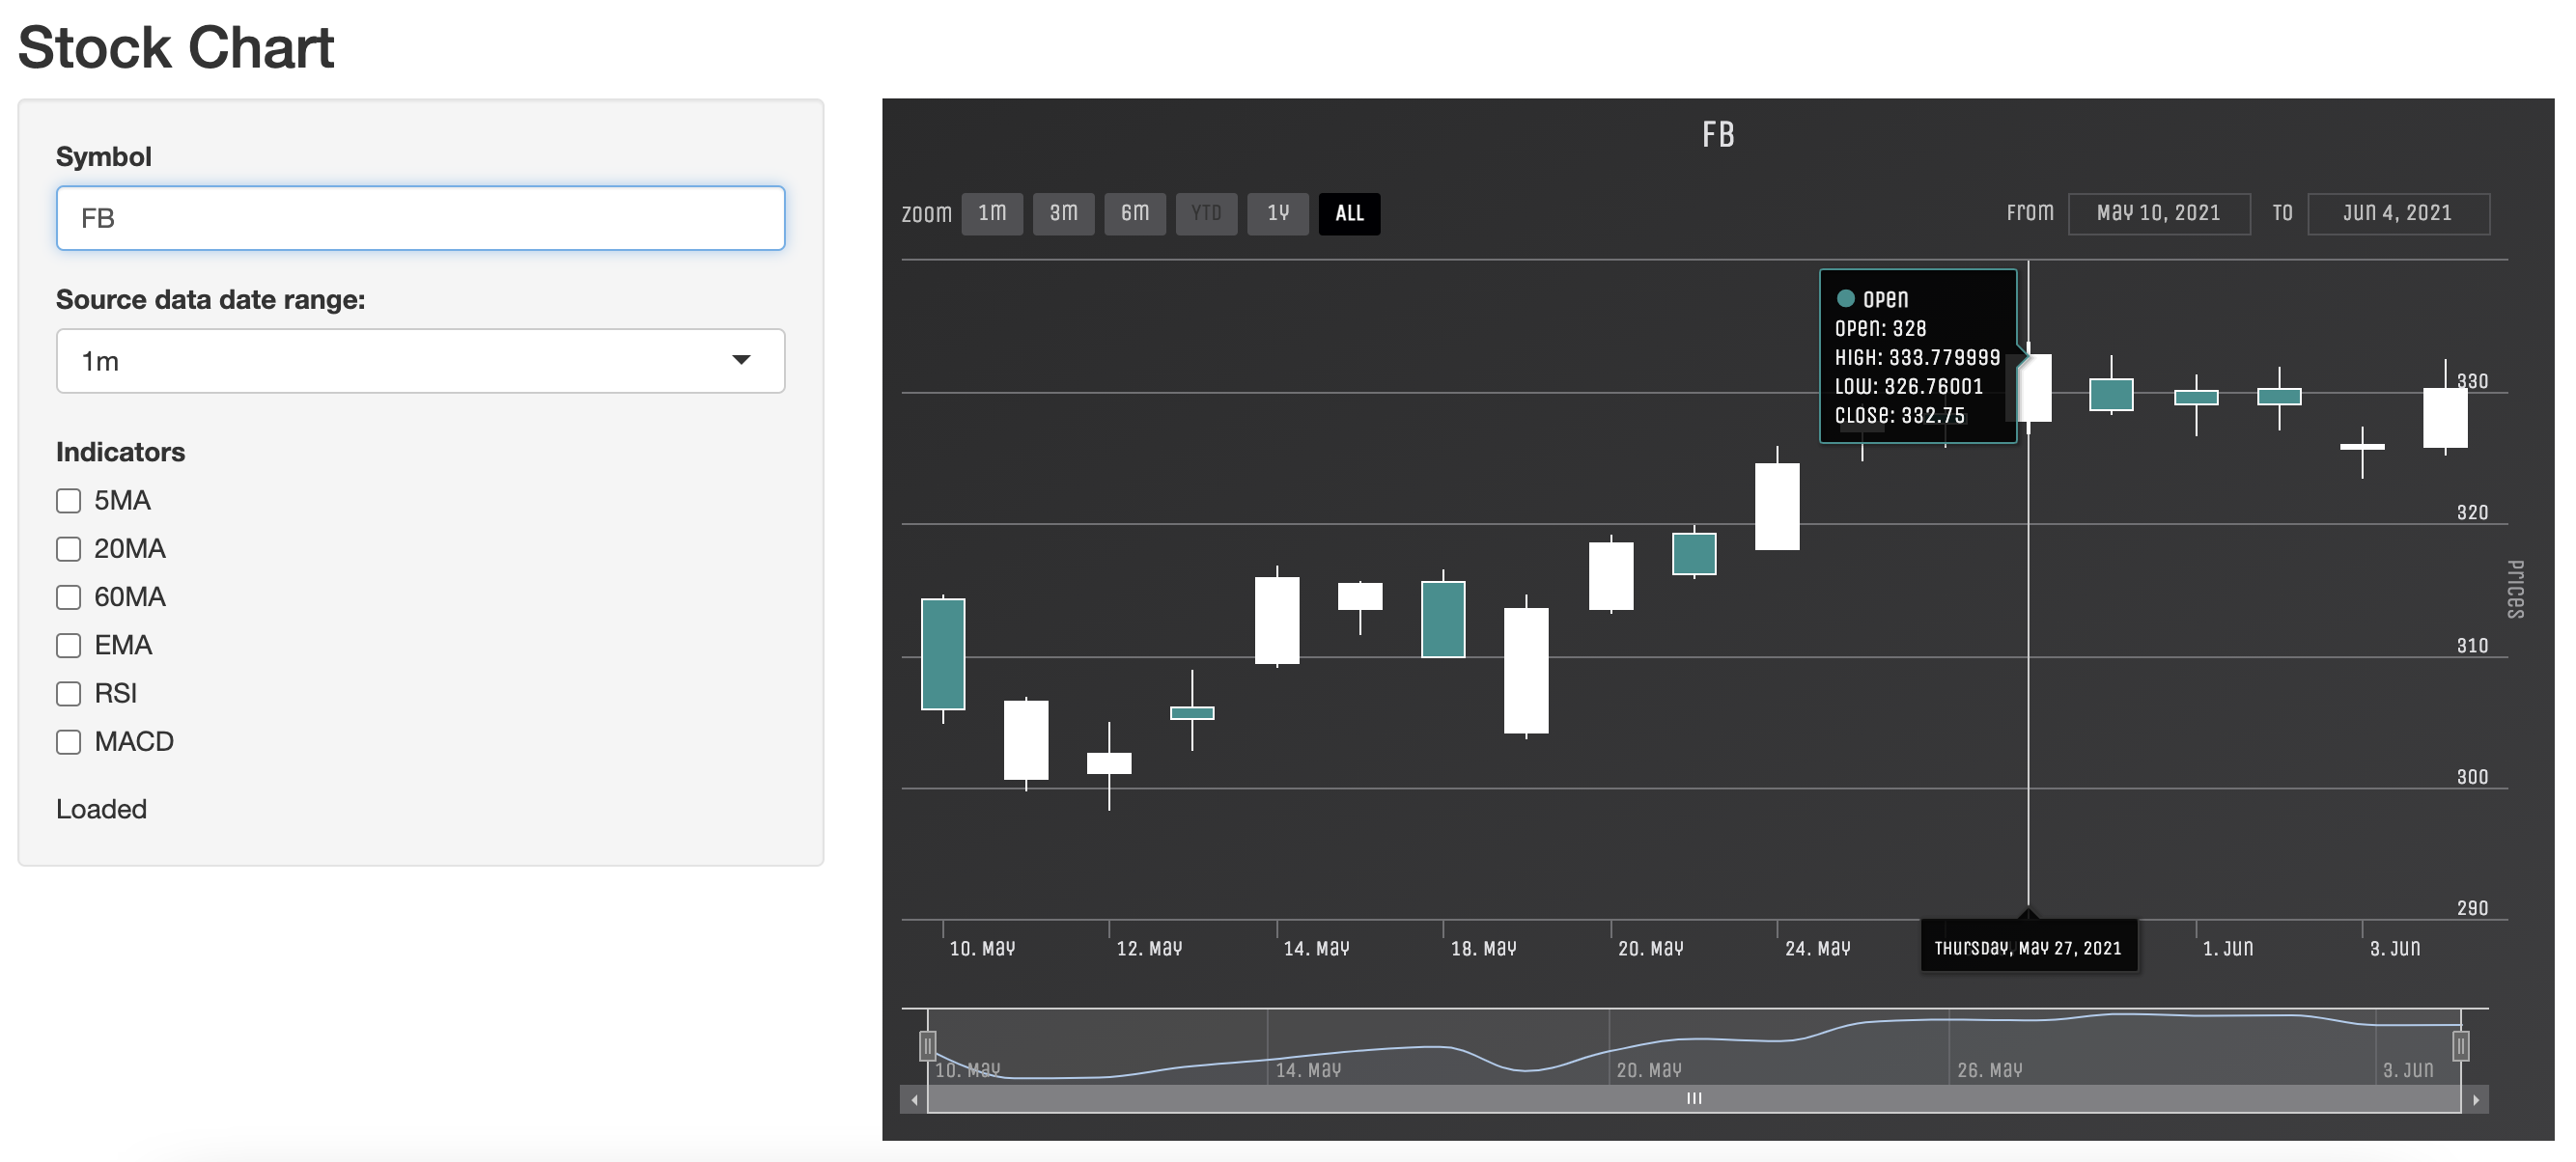 Stock Chart
Symbol
FB
Source data date range:
1m
Indicators
5MA
20MA
60MA
EMA
RSI
MACD
Loaded
FB
Zoom 1m 3m 6m YTD 1y All From May 10, 2021 To Jun 4, 2021
open
Open: 328
High: 333.779999
Low: 326.76001
Close: 332.75
330
320
310
300
290
Prices
10. May 12. May 14. May 18. May 20. May 24. May Thursday, May 27, 2021 1. Jun 3. Jun
10. May 14. May 20. May 26. May 3. Jun